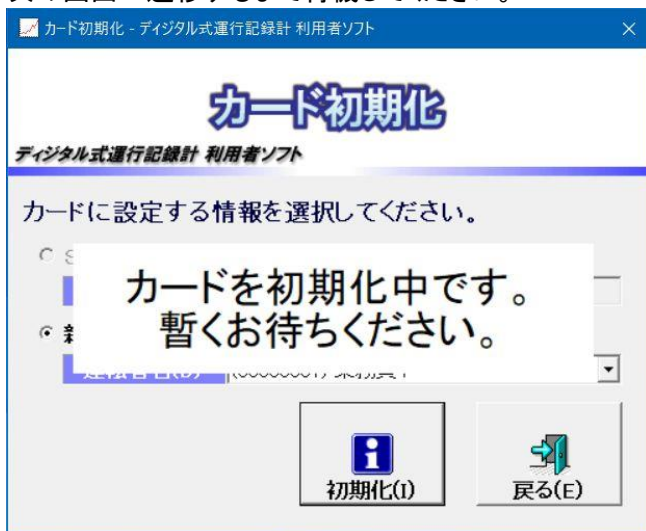 カード初期化 - ディジタル式運行記録計 利用者ソフト
カード初期化
ディジタル式運行記録計 利用者ソフト
カードに設定する情報を選択してください。
カードを初期化中です。
暫くお待ちください。
初期化(I)
戻る(E)